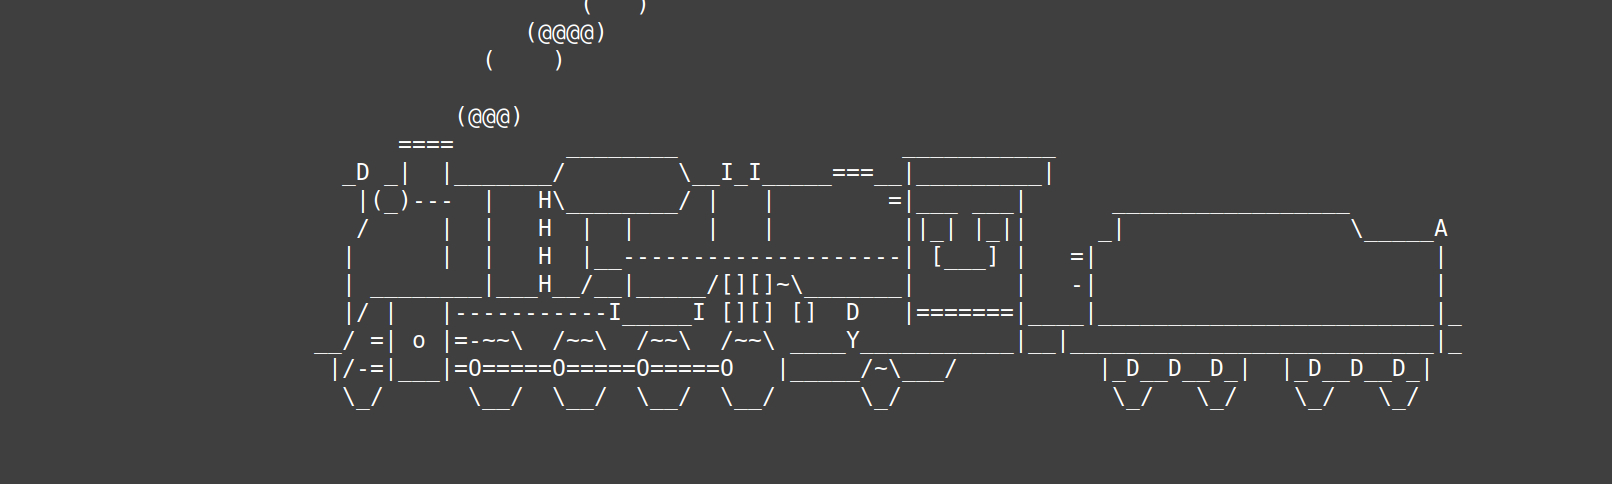 (   )
               (@@@@)
            (    )

          (@@@)
      ====        ________                ___________
  _D _|  |_______/        \__I_I_____===__|_________|
   |(_)---  |   H\________/ |   |        =|___ ___|      _________________
   /     |  |   H  |  |     |   |         ||_| |_||     _|                \_____A
  |      |  |   H  |__--------------------| [___] |   =|                        |
  | ________|___H__/__|_____/[][]~\_______|       |   -|                        |
  |/ |   |-----------I_____I [][] []  D   |=======|____|________________________|_
__/ =| o |=-~~\  /~~\  /~~\  /~~\ ____Y___________|__|__________________________|_
 |/-=|___|=O=====O=====O=====O   |_____/~\___/          |_D__D__D_|  |_D__D__D_|
  \_/      \__/  \__/  \__/  \__/      \_/               \_/   \_/    \_/   \_/